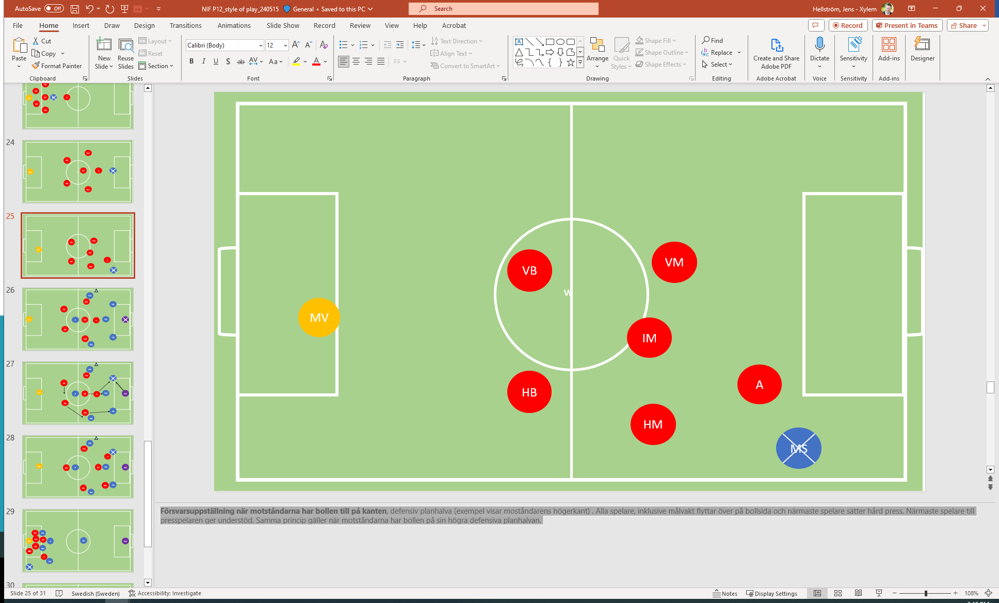 AutoSave Off NIF P12_style of play_240515 General • Saved to this PC Search Hellström, Jens - Xylem
File Home Insert Draw Design Transitions Animations Slide Show Record Review View Help Acrobat Record Present in Teams Share
Paste Cut Copy Format Painter
New Slide Reuse Slides Layout Reset Section
Calibri (Body) 12
B I U S ab AV Aa A
Text Direction Align Text Convert to SmartArt
Arrange Quick Styles Shape Fill Shape Outline Shape Effects
Find Replace Select
Create and Share Adobe PDF Dictate Sensitivity Add-ins Designer
Clipboard Slides Font Paragraph Drawing Editing Adobe Acrobat Voice Sensitivity Add-ins
24
25
26
27
28
29
30
VB
VM
W
MV
IM
HB
A
HM
MS
Försvarsuppställning när motståndarna har bollen till på kanten, defensiv planhalva (exempel visar moståndarens högerkant) . Alla spelare, inklusive målvakt flyttar över på bollsida och närmaste spelare sätter hård press. Närmaste spelare till
presspelaren ger understöd. Samma princip gäller när motståndarna har bollen på sin högra defensiva planhalvan.
Slide 25 of 31 Swedish (Sweden) Accessibility: Investigate Notes Display Settings 108%